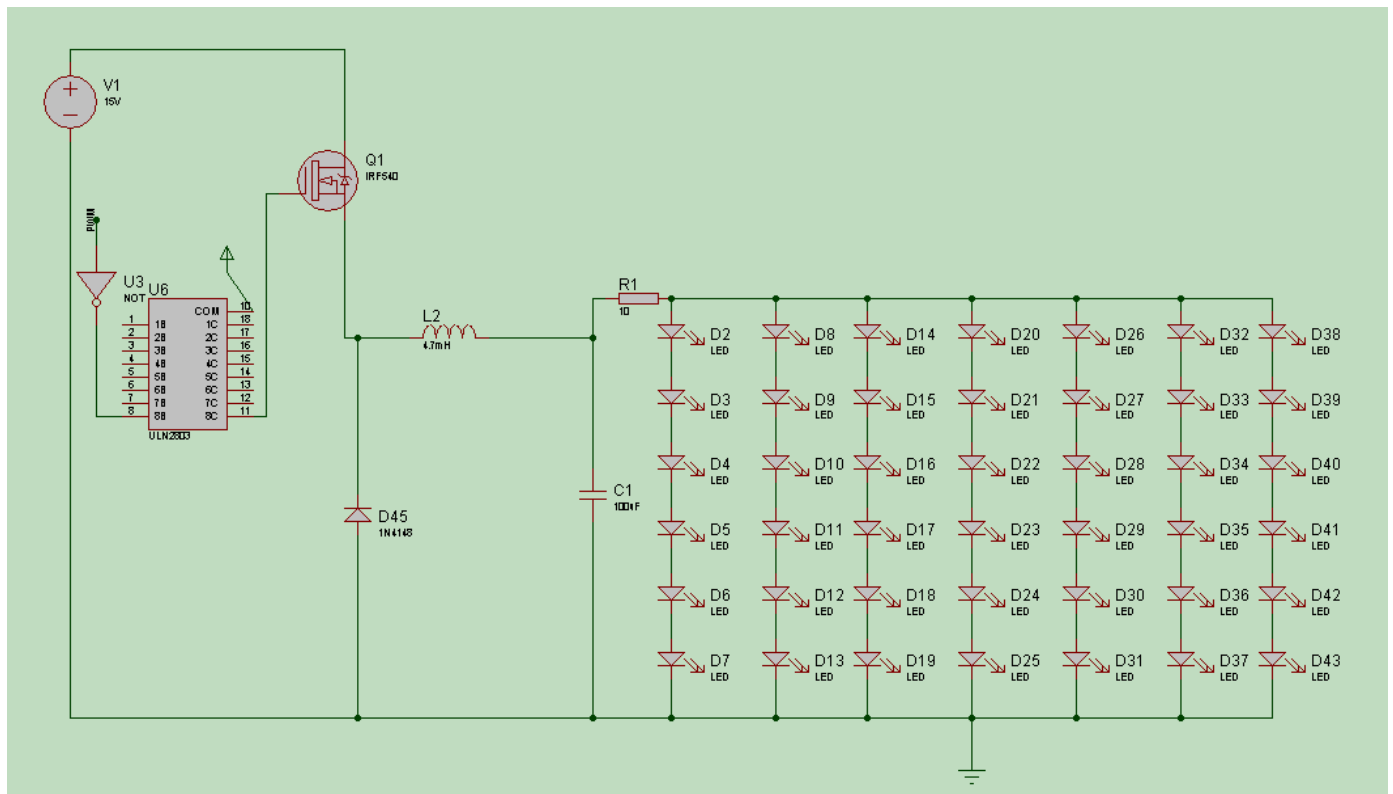 V1
15V
Q1
IRF540
U3
NOT
U6
COM
10
1
1B
1C
18
2
2B
2C
17
3
3B
3C
16
4
4B
4C
15
5
5B
5C
14
6
6B
6C
13
7
7B
7C
12
8
8B
8C
11
ULN2803
L2
4.7mH
R1
10
D45
1N4148
C1
D2
LED
D8
LED
D14
LED
D20
LED
D26
LED
D32
LED
D38
LED
D3
LED
D9
LED
D15
LED
D21
LED
D27
LED
D33
LED
D39
LED
D4
LED
D10
LED
D16
LED
D22
LED
D28
LED
D34
LED
D40
LED
D5
LED
D11
LED
D17
LED
D23
LED
D29
LED
D35
LED
D41
LED
D6
LED
D12
LED
D18
LED
D24
LED
D30
LED
D36
LED
D42
LED
D7
LED
D13
LED
D19
LED
D25
LED
D31
LED
D37
LED
D43
LED